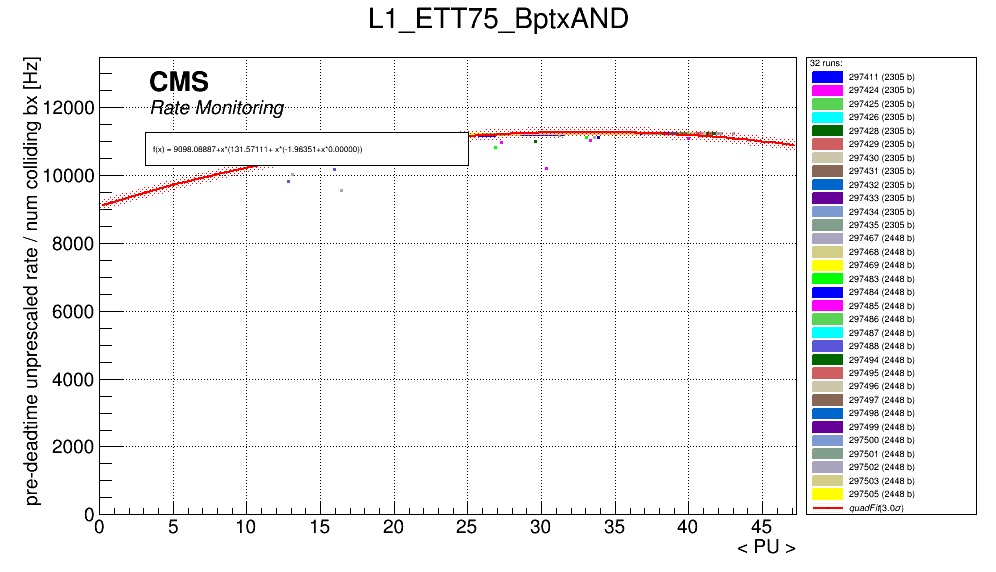 L1_ETT75_BptxAND
pre-deadtime unprescaled rate / num colliding bx [Hz]
CMS
Rate Monitoring
f(x) = 9098.08887+x*(131.57111+ x*(-1.96351+x*0.00000))
12000
10000
8000
6000
4000
2000
0
0 5 10 15 20 25 30 35 40 45
< PU >
32 runs:
297411 (2305 b)
297424 (2305 b)
297425 (2305 b)
297426 (2305 b)
297428 (2305 b)
297429 (2305 b)
297430 (2305 b)
297431 (2305 b)
297432 (2305 b)
297433 (2305 b)
297434 (2305 b)
297435 (2305 b)
297467 (2448 b)
297468 (2448 b)
297469 (2448 b)
297483 (2448 b)
297484 (2448 b)
297485 (2448 b)
297486 (2448 b)
297487 (2448 b)
297488 (2448 b)
297494 (2448 b)
297495 (2448 b)
297496 (2448 b)
297497 (2448 b)
297498 (2448 b)
297499 (2448 b)
297500 (2448 b)
297501 (2448 b)
297502 (2448 b)
297503 (2448 b)
297505 (2448 b)
quadFit(3.0σ)